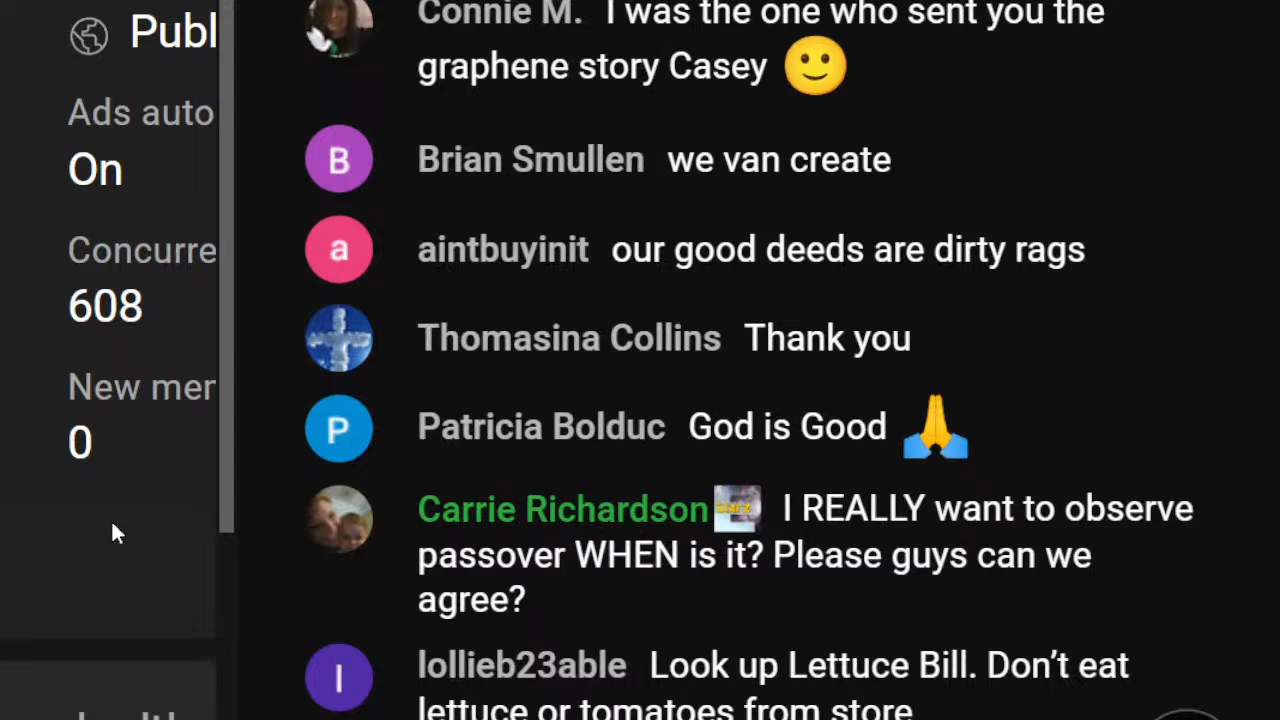 Publ
Ads auto
On
Concurre
608
New mer
0
Connie M. I was the one who sent you the
graphene story Casey
B Brian Smullen we van create
a aintbuyinit our good deeds are dirty rags
Thomasina Collins Thank you
P Patricia Bolduc God is Good
Carrie Richardson I REALLY want to observe
passover WHEN is it? Please guys can we
agree?
l lollieb23able Look up Lettuce Bill. Don’t eat
lettuce or tomatoes from store